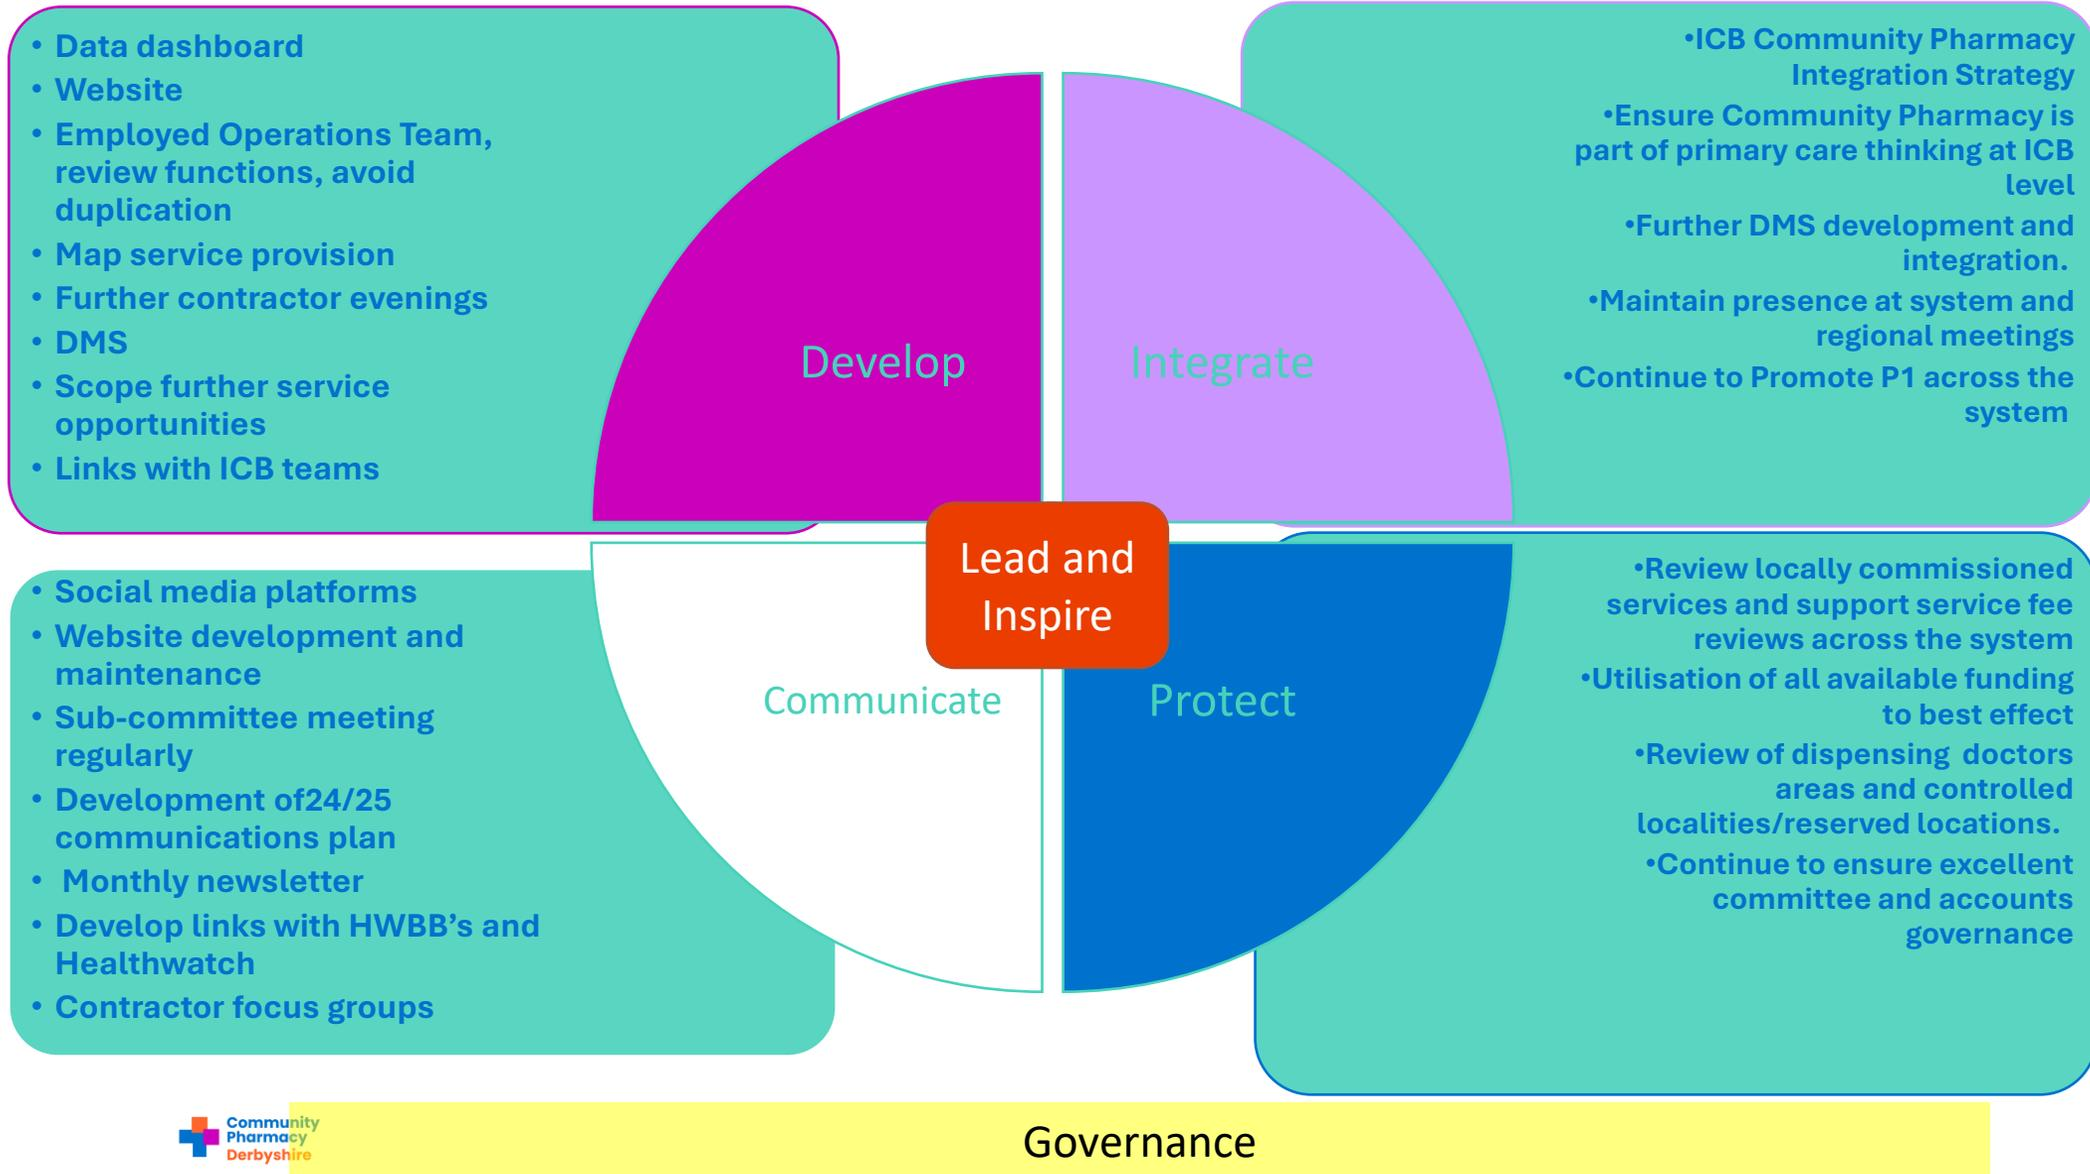 • Data dashboard
• Website
• Employed Operations Team,
review functions, avoid
duplication
• Map service provision
• Further contractor evenings
• DMS
• Scope further service
opportunities
• Links with ICB teams
•ICB Community Pharmacy
Integration Strategy
•Ensure Community Pharmacy is
part of primary care thinking at ICB
level
•Further DMS development and
integration.
•Maintain presence at system and
regional meetings
•Continue to Promote P1 across the
system
Develop
Integrate
Lead and
Inspire
Communicate
Protect
• Social media platforms
• Website development and
maintenance
• Sub-committee meeting
regularly
• Development of24/25
communications plan
• Monthly newsletter
• Develop links with HWBB’s and
Healthwatch
• Contractor focus groups
•Review locally commissioned
services and support service fee
reviews across the system
•Utilisation of all available funding
to best effect
•Review of dispensing  doctors
areas and controlled
localities/reserved locations.
•Continue to ensure excellent
committee and accounts
governance
Community
Pharmacy
Derbyshire
Governance